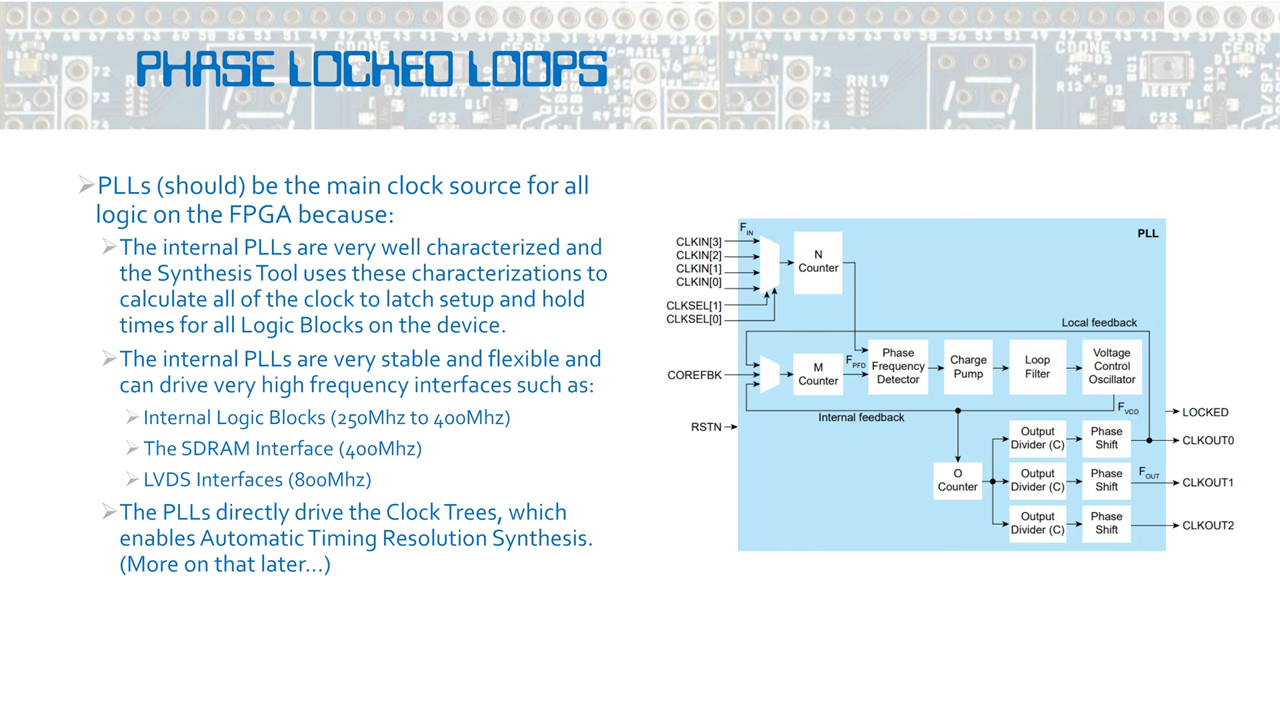 PHASE LOCKED LOOPS
PLLs (should) be the main clock source for all
logic on the FPGA because:
The internal PLLs are very well characterized and
the Synthesis Tool uses these characterizations to
calculate all of the clock to latch setup and hold
times for all Logic Blocks on the device.
The internal PLLs are very stable and flexible and
can drive very high frequency interfaces such as:
Internal Logic Blocks (250Mhz to 400Mhz)
The SDRAM Interface (400Mhz)
LVDS Interfaces (800Mhz)
The PLLs directly drive the Clock Trees, which
enables Automatic Timing Resolution Synthesis.
(More on that later...)
PLL
FIN
CLKIN[3]
CLKIN[2]
CLKIN[1]
CLKIN[0]
CLKSEL[1]
CLKSEL[0]
N
Counter
Local feedback
COREFBK
M
Counter
FPFD
Phase
Frequency
Detector
Charge
Pump
Loop
Filter
Voltage
Control
Oscillator
Internal feedback
FVCO
RSTN
LOCKED
Output
Divider (C)
Phase
Shift
CLKOUT0
O
Counter
Output
Divider (C)
Phase
Shift
FOUT
CLKOUT1
Output
Divider (C)
Phase
Shift
CLKOUT2